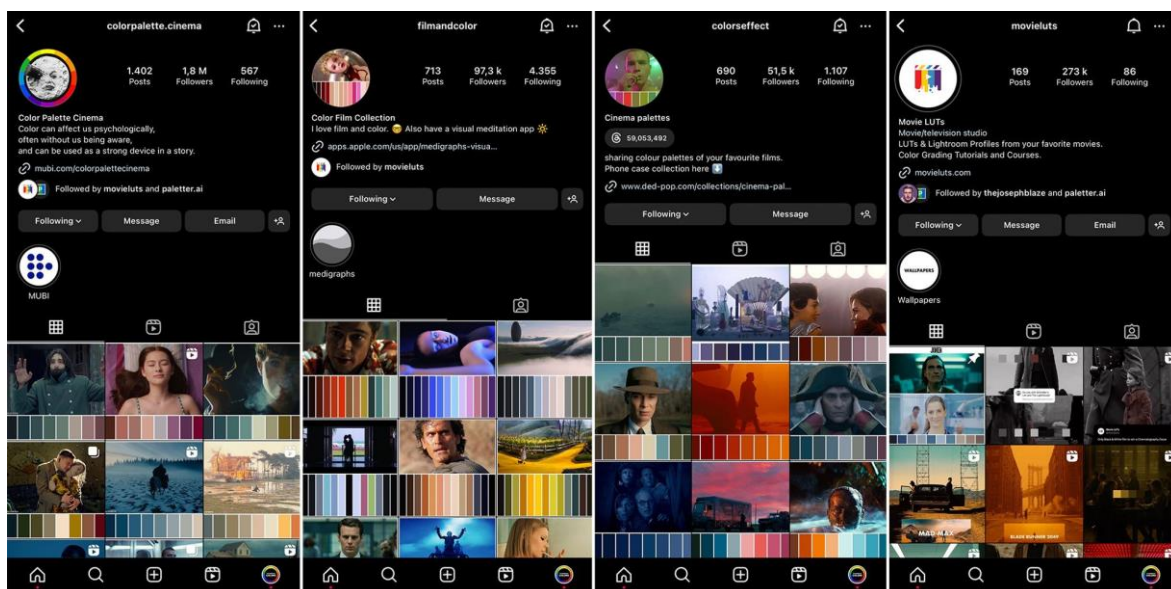 colorpalette.cinema
1.402 1,8 M 567
Posts Followers Following
Color Palette Cinema
Color can affect us psychologically,
often without us being aware,
and can be used as a strong device in a story.
mubi.com/colorpalettecinema
Followed by movieluts and paletter.ai
Following Message Email
MUBI
filmandcolor
713 97,3 k 4.355
Posts Followers Following
Color Film Collection
I love film and color. 🤓 Also have a visual meditation app 🔆
apps.apple.com/us/app/medigraphs-visua...
Followed by movieluts
Following Message
medigraphs
colorseffect
690 51,5 k 1.107
Posts Followers Following
Cinema palettes
59,053,492
sharing colour palettes of your favourite films.
Phone case collection here ⬇️
www.ded-pop.com/collections/cinema-pal...
Following Message
movieluts
169 273 k 86
Posts Followers Following
Movie LUTs
Movie/television studio
LUTs & Lightroom Profiles from your favorite movies.
Color Grading Tutorials and Courses.
movieluts.com
Followed by thejosephblaze and paletter.ai
Following Message Email
WALLPAPERS
Wallpapers
MAD MAX
BLADE RUNNER 2049